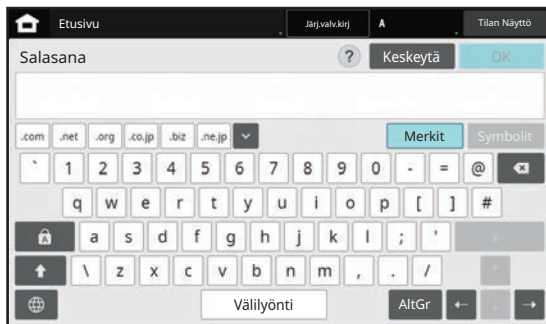 Etusivu Järj.valv.kirj A Tilan Näyttö
Salasana ? Keskeytä OK
.com .net .org .co.jp .biz .ne.jp Merkit Symbolit
` 1 2 3 4 5 6 7 8 9 0 - = @
q w e r t y u i o p [ ] #
A a s d f g h j k l ; '
\ z x c v b n m , . /
Välilyönti AltGr